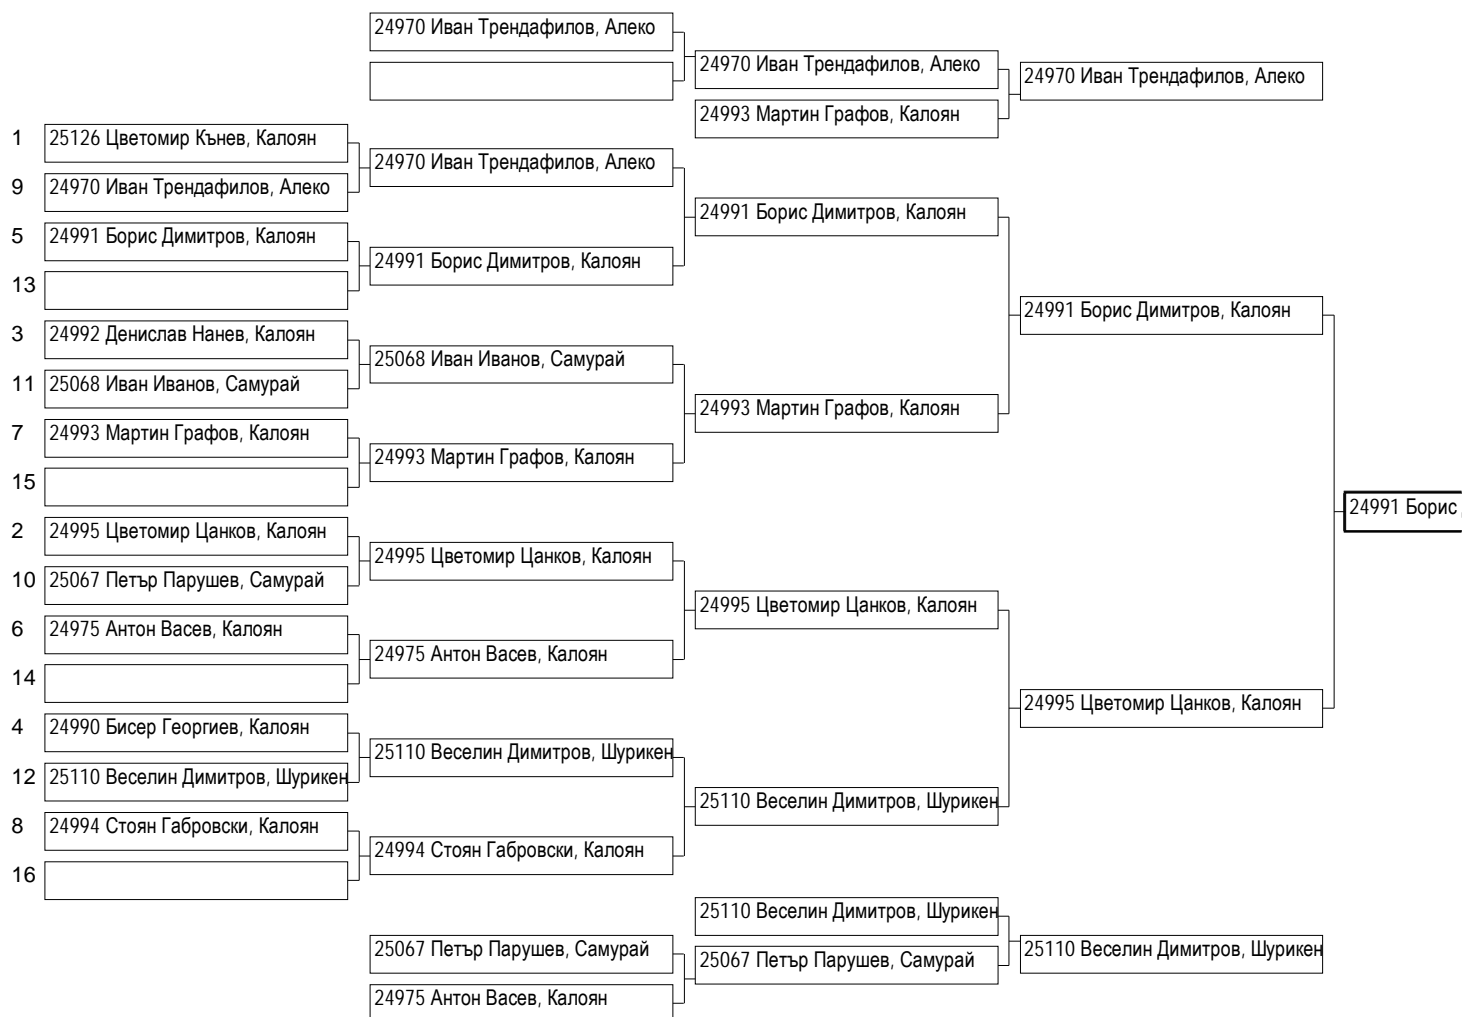 24970 Иван Трендафилов, Алеко
24970 Иван Трендафилов, Алеко
24970 Иван Трендафилов, Алеко
24993 Мартин Графов, Калоян
1 25126 Цветомир Кънев, Калоян
24970 Иван Трендафилов, Алеко
9 24970 Иван Трендафилов, Алеко
24991 Борис Димитров, Калоян
5 24991 Борис Димитров, Калоян
24991 Борис Димитров, Калоян
13
24991 Борис Димитров, Калоян
3 24992 Денислав Нанев, Калоян
25068 Иван Иванов, Самурай
11 25068 Иван Иванов, Самурай
24993 Мартин Графов, Калоян
7 24993 Мартин Графов, Калоян
24993 Мартин Графов, Калоян
15
24991 Борис
2 24995 Цветомир Цанков, Калоян
24995 Цветомир Цанков, Калоян
10 25067 Петър Парушев, Самурай
24995 Цветомир Цанков, Калоян
6 24975 Антон Васев, Калоян
24975 Антон Васев, Калоян
14
24995 Цветомир Цанков, Калоян
4 24990 Бисер Георгиев, Калоян
25110 Веселин Димитров, Шурикен
12 25110 Веселин Димитров, Шурикен
25110 Веселин Димитров, Шурикен
8 24994 Стоян Габровски, Калоян
24994 Стоян Габровски, Калоян
16
25110 Веселин Димитров, Шурикен
25067 Петър Парушев, Самурай
25067 Петър Парушев, Самурай
25110 Веселин Димитров, Шурикен
24975 Антон Васев, Калоян